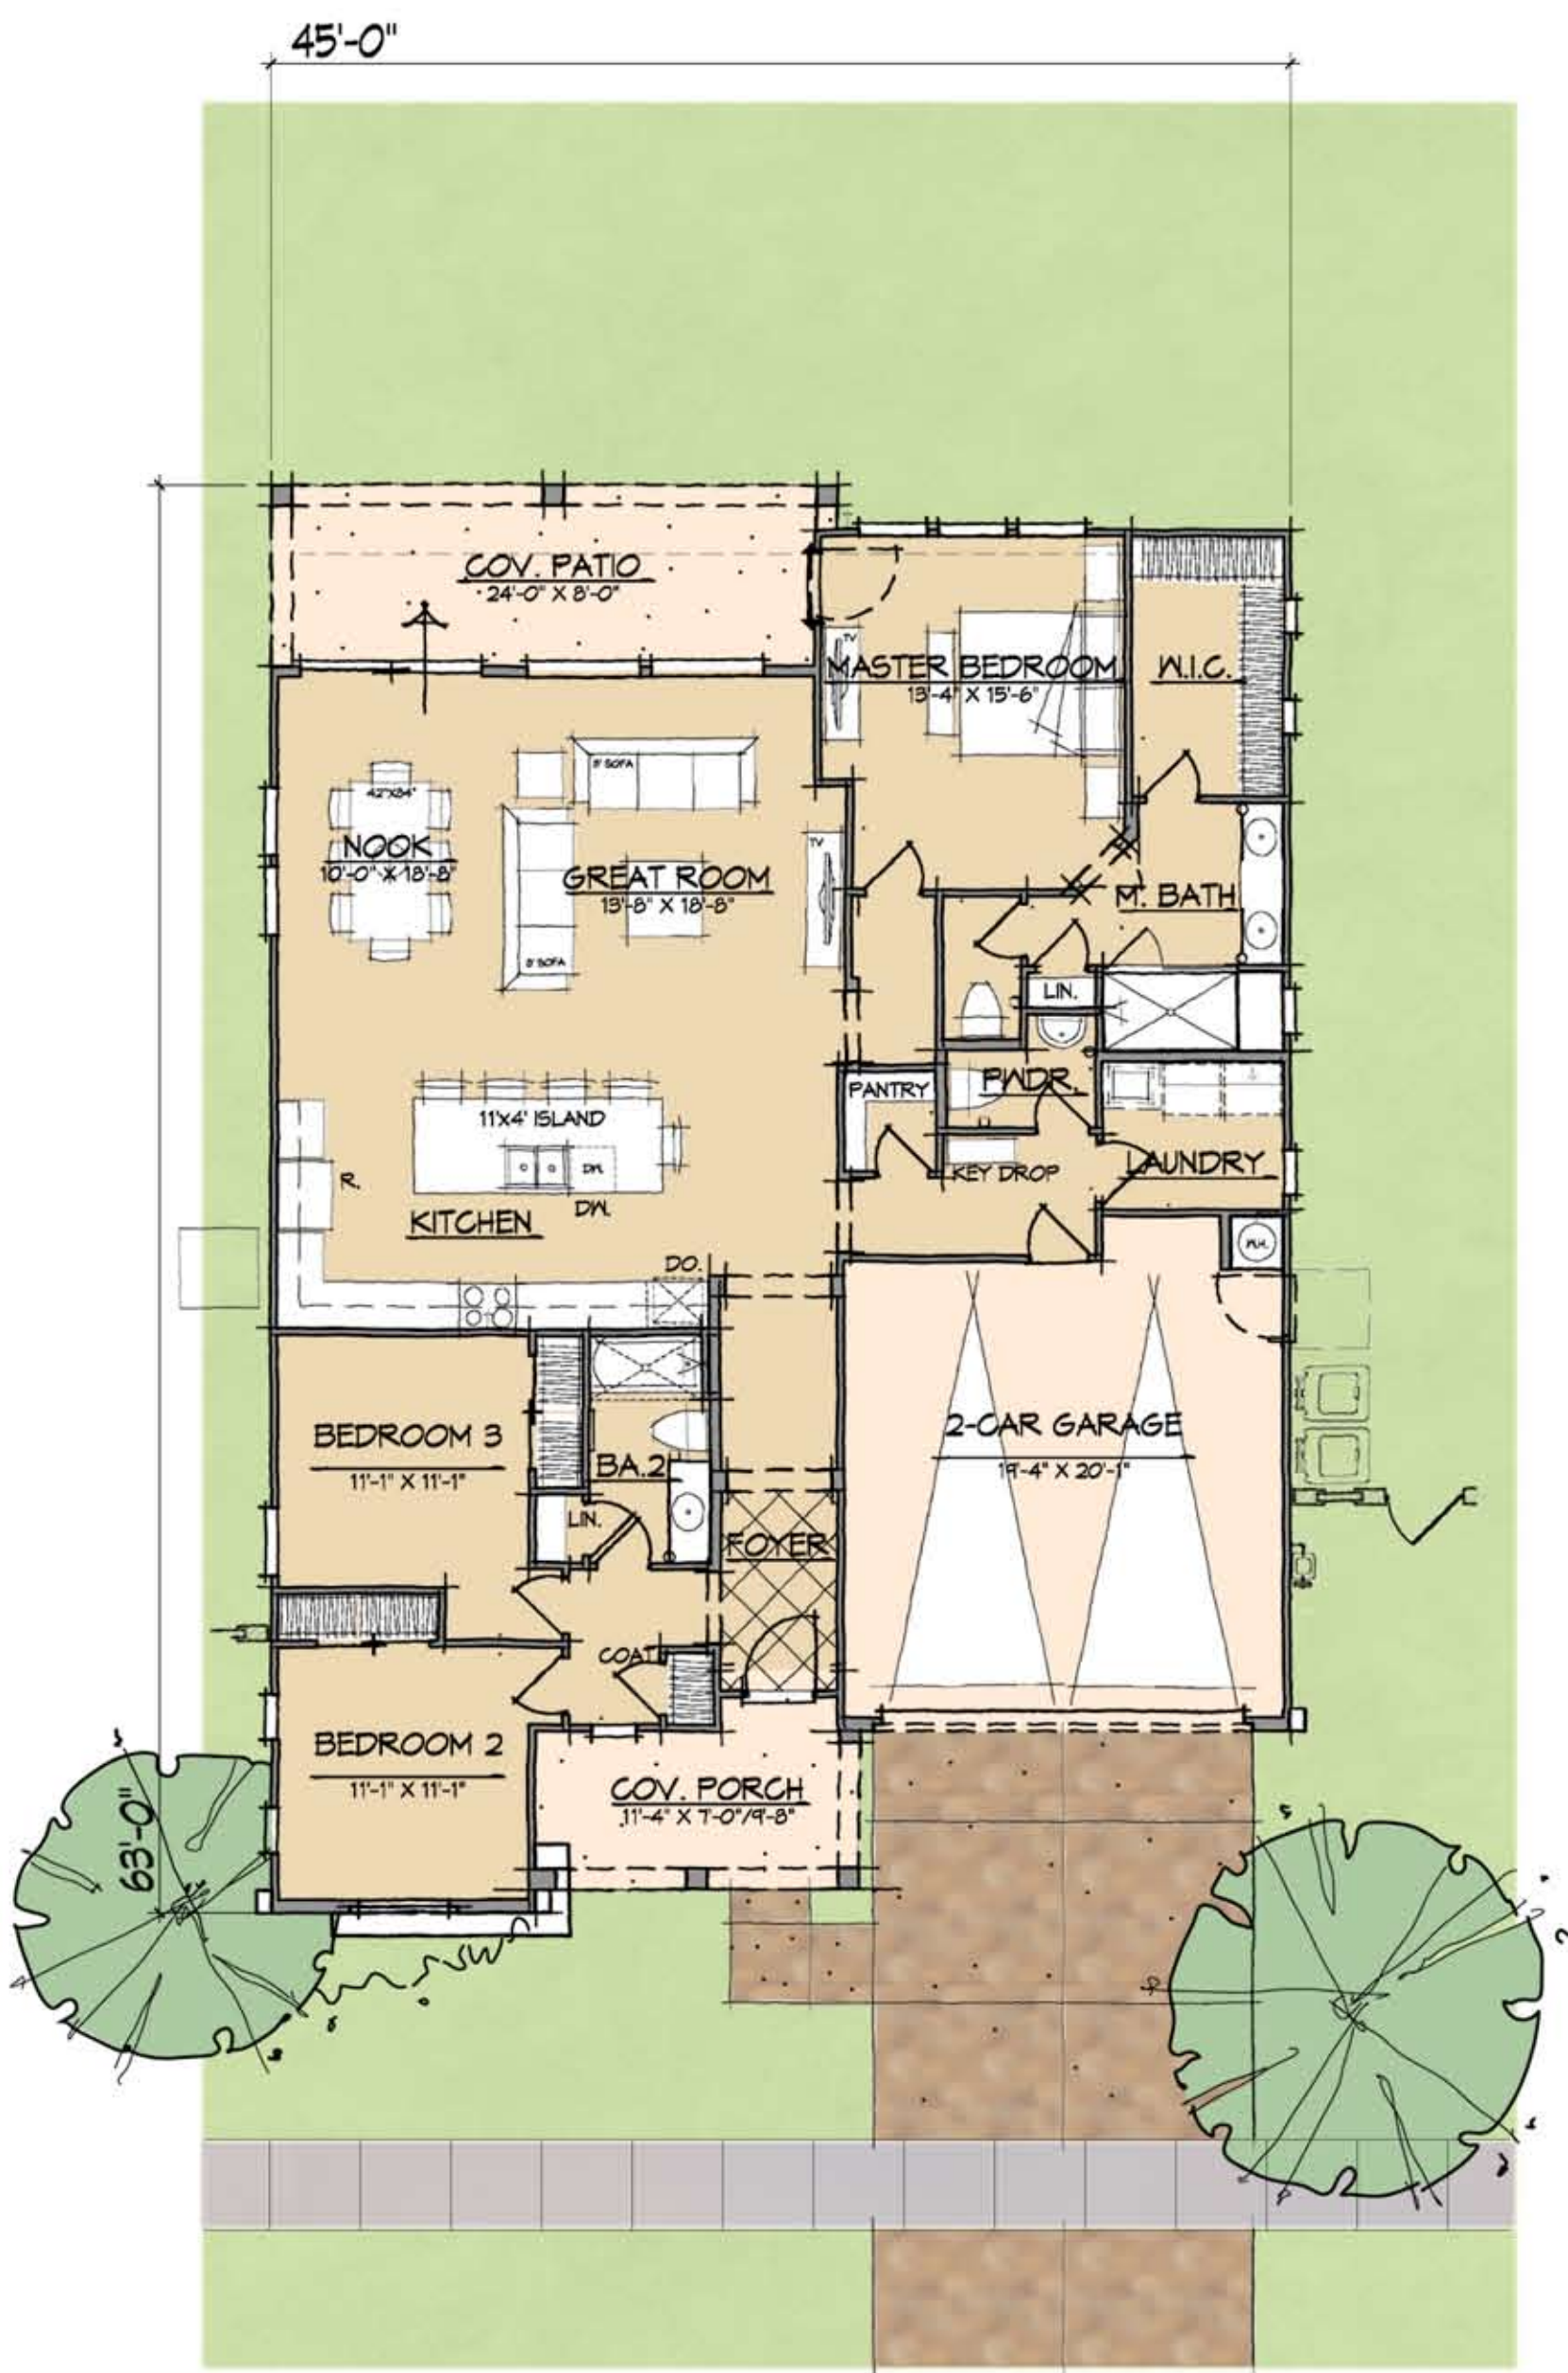 45'-0"
COV. PATIO
24'-0" X 8'-0"
TV
MASTER BEDROOM
13'-4" X 15'-6"
W.I.C.
8' SOFA
42"X84"
NOOK
10'-0" X 18'-8"
TV
GREAT ROOM
13'-8" X 18'-8"
M. BATH
8' SOFA
LIN.
PANTRY
PWDR.
11'X4' ISLAND
DW.
R.
KEY DROP
LAUNDRY
DW.
KITCHEN
W.H.
DO.
BEDROOM 3
11'-1" X 11'-1"
BA.2
2-CAR GARAGE
19'-4" X 20'-1"
LIN.
FOYER
COAT
BEDROOM 2
11'-1" X 11'-1"
COV. PORCH
11'-4" X 7'-0"/9'-8"
63'-0"